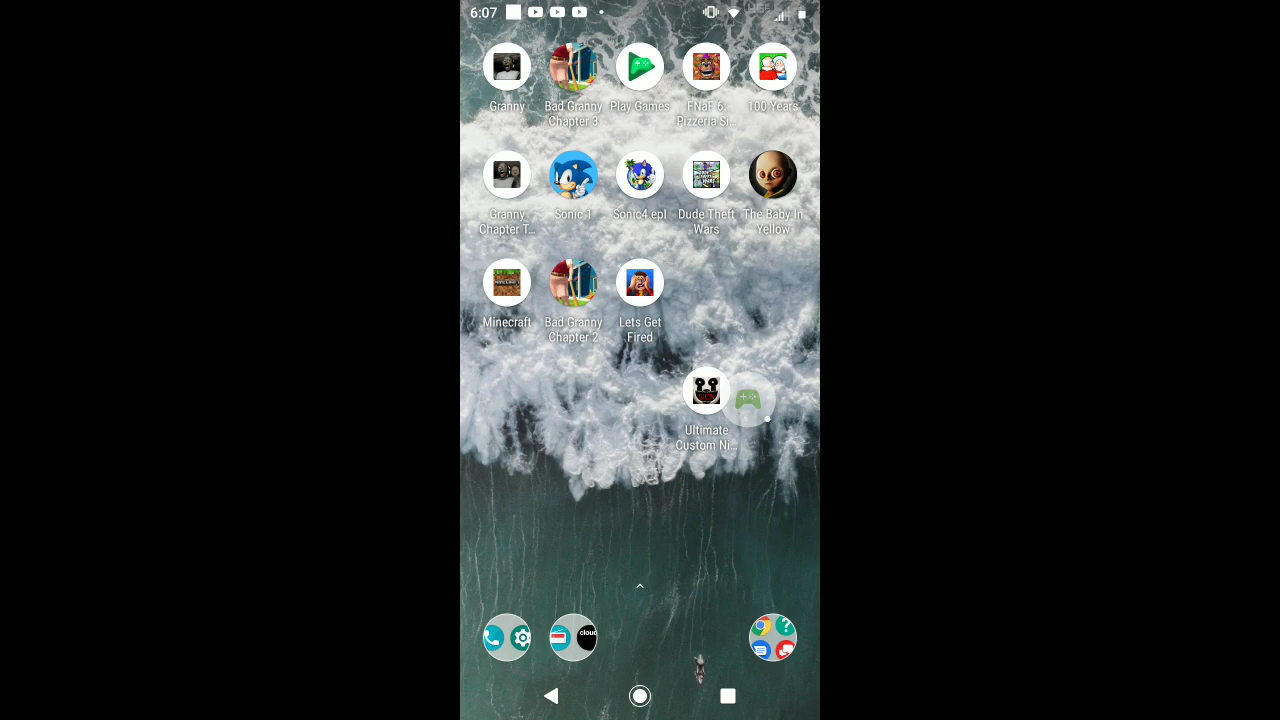 6:07
Granny
Bad Granny
Chapter 3
Play Games
FNaF 6:
Pizzeria Si...
100 Years
Granny
Chapter T...
Sonic 1
Sonic4 epI
Dude Theft
Wars
The Baby In
Yellow
Minecraft
Bad Granny
Chapter 2
Lets Get
Fired
Ultimate
Custom Ni...
cloud